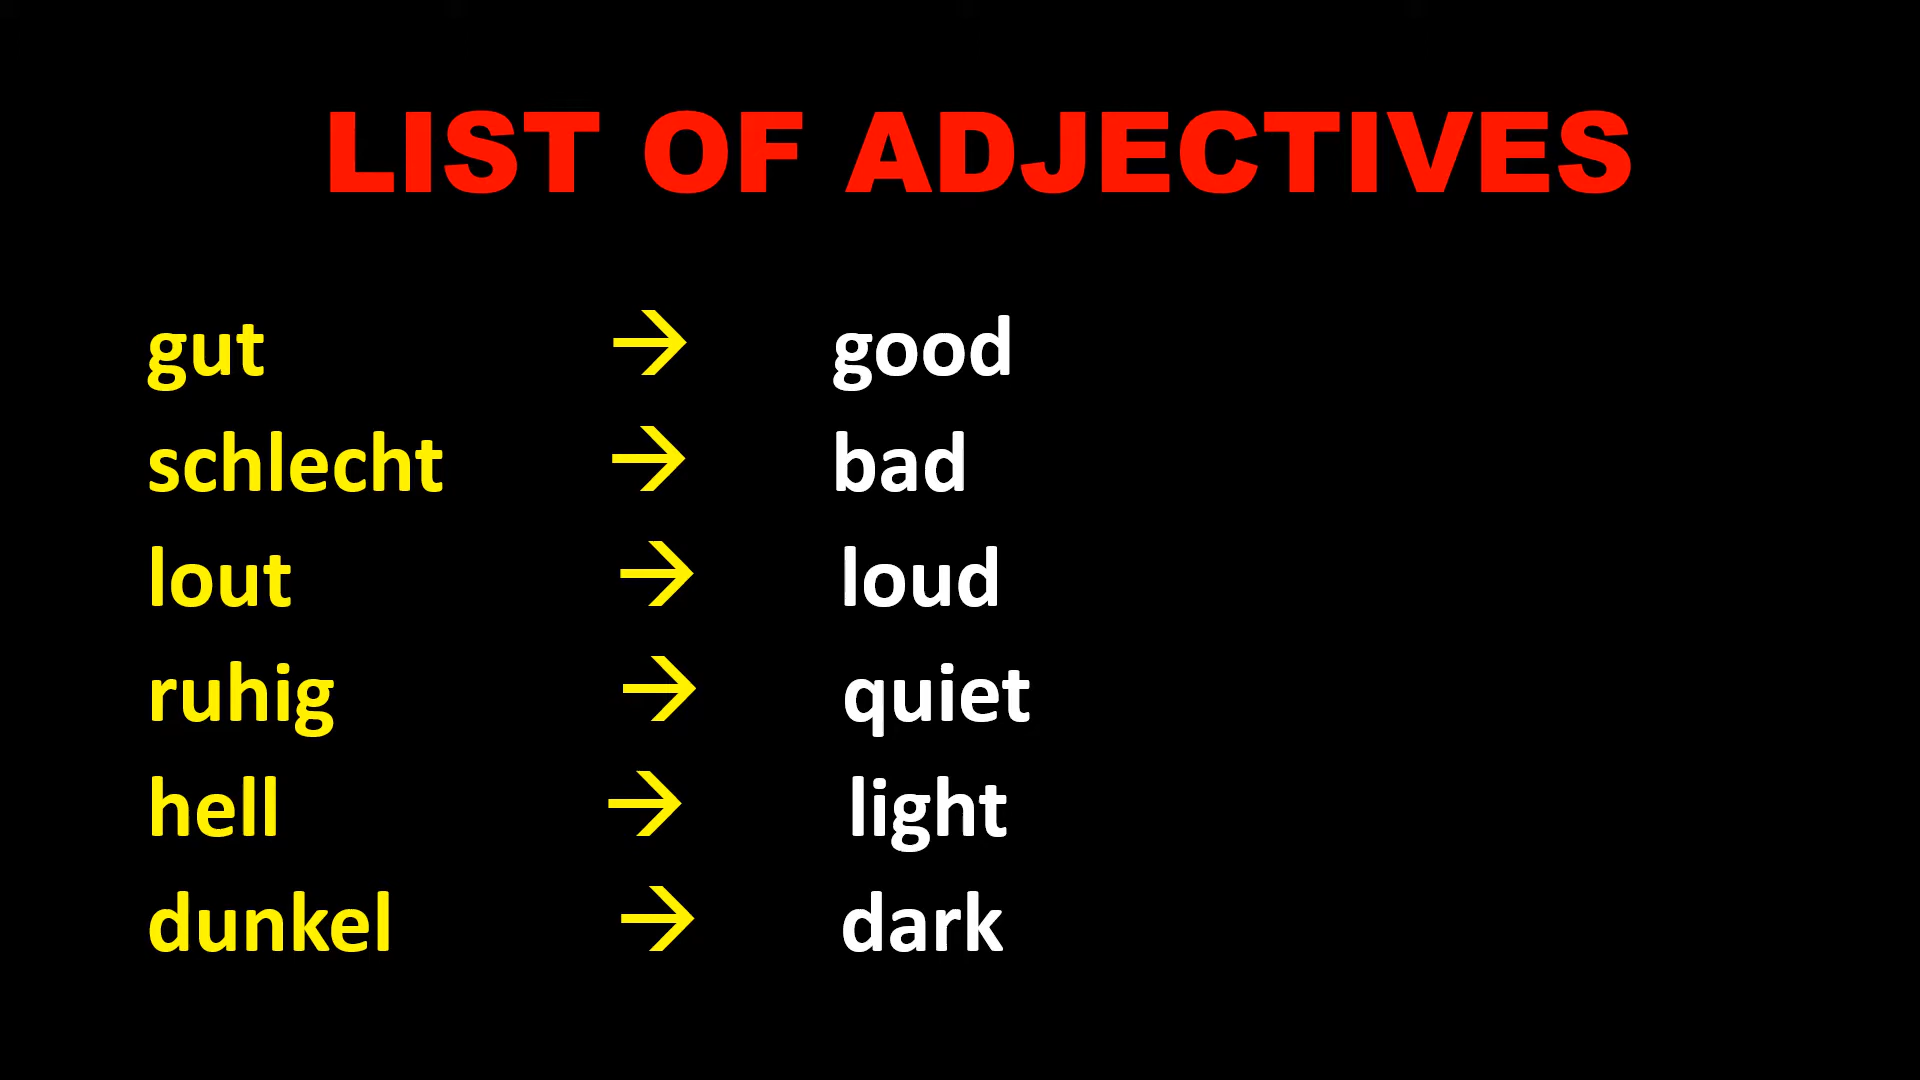 LIST OF ADJECTIVES
gut → good
schlecht → bad
lout → loud
ruhig → quiet
hell → light
dunkel → dark